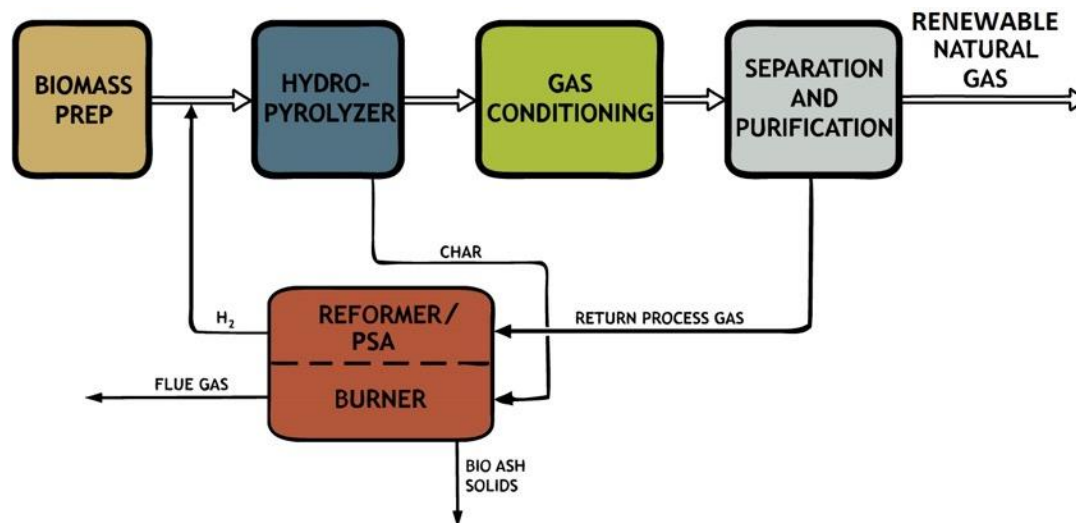 BIOMASS
PREP
HYDRO-
PYROLYZER
GAS
CONDITIONING
SEPARATION
AND
PURIFICATION
RENEWABLE
NATURAL
GAS
CHAR
H₂
REFORMER/
PSA
RETURN PROCESS GAS
FLUE GAS
BURNER
BIO ASH
SOLIDS